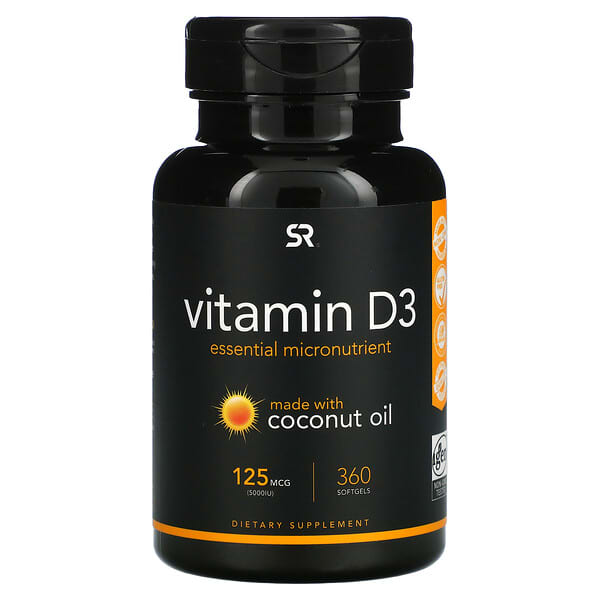 SR
vitamin D3
essential micronutrient
made with
coconut oil
125 MCG
(5000IU)
360
SOFTGELS
DIETARY SUPPLEMENT